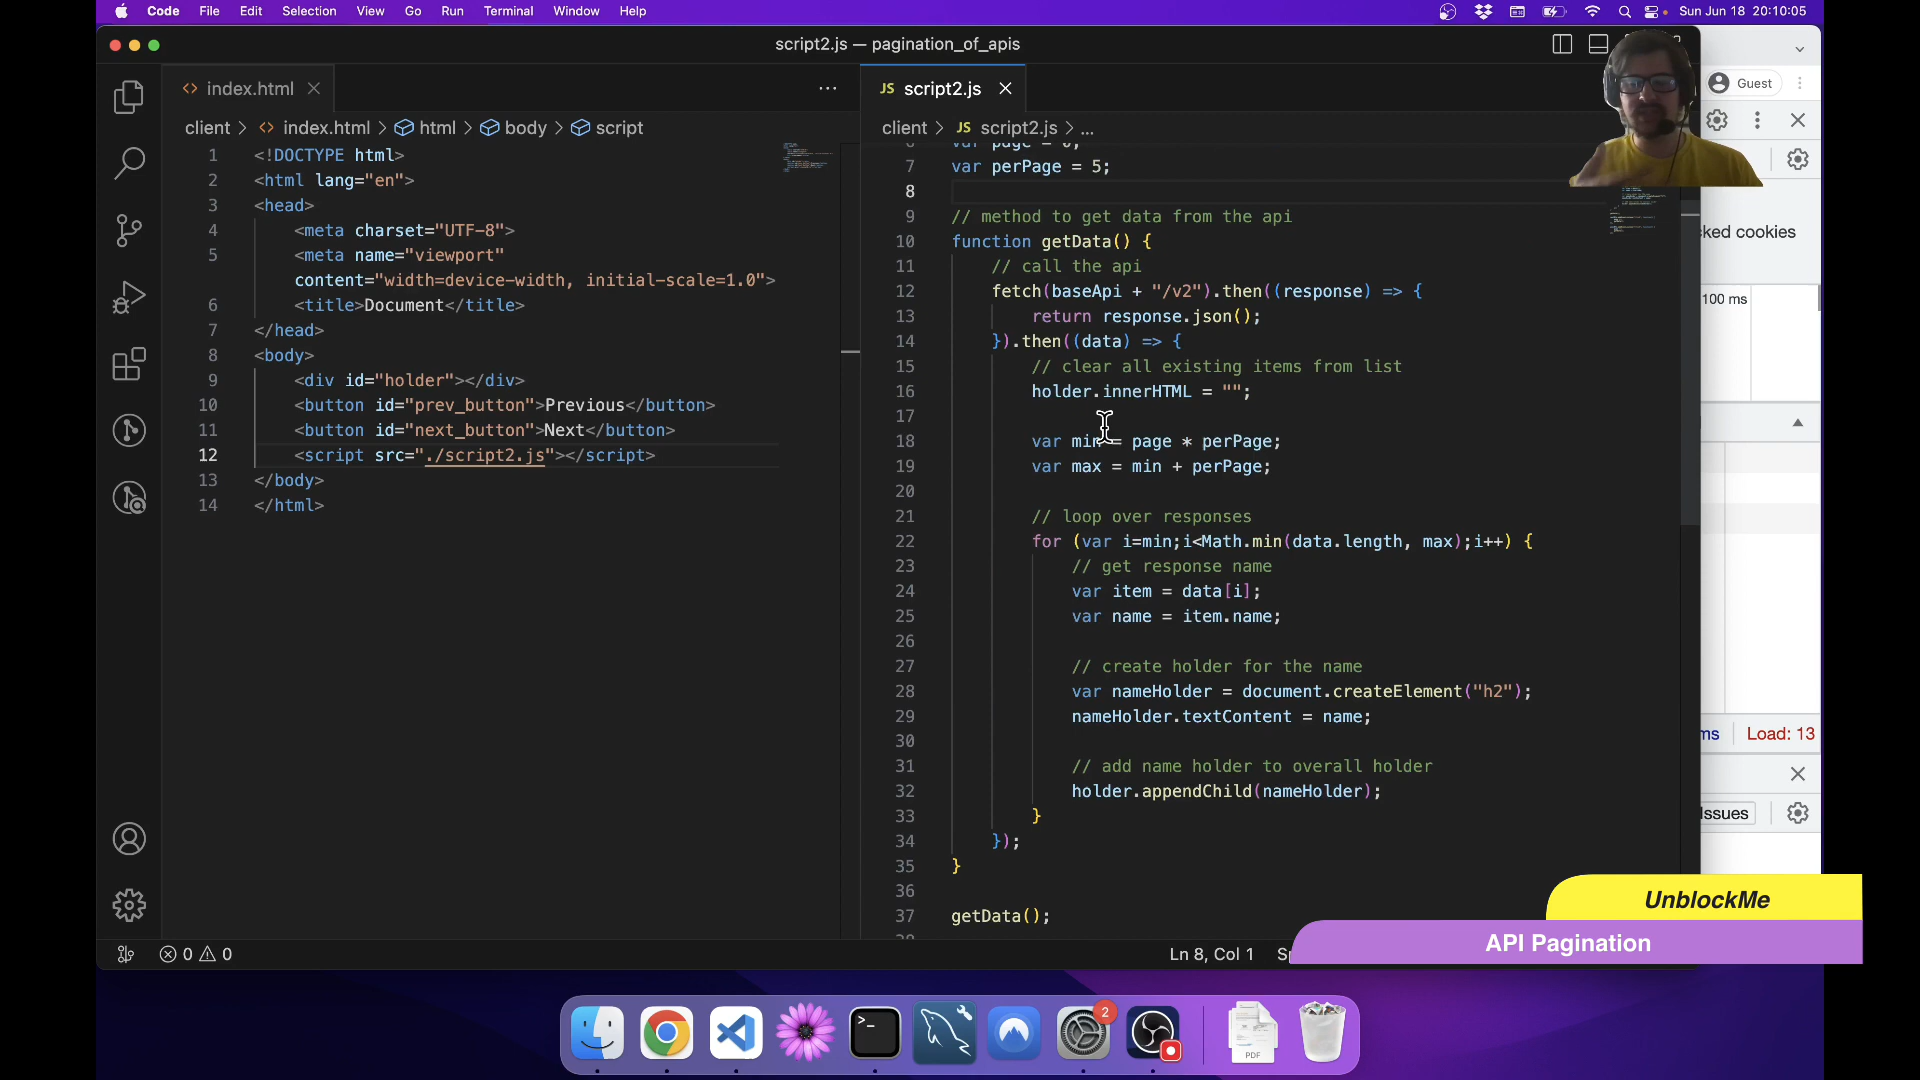 Code File Edit Selection View Go Run Terminal Window Help
Sun Jun 18 20:10:05
script2.js — pagination_of_apis
index.html
client > index.html > html > body > script
1 <!DOCTYPE html>
2 <html lang="en">
3 <head>
4 <meta charset="UTF-8">
5 <meta name="viewport"
content="width=device-width, initial-scale=1.0">
6 <title>Document</title>
7 </head>
8 <body>
9 <div id="holder"></div>
10 <button id="prev_button">Previous</button>
11 <button id="next_button">Next</button>
12 <script src="./script2.js"></script>
13 </body>
14 </html>
JS script2.js
client > JS script2.js > ...
7 var perPage = 5;
8
9 // method to get data from the api
10 function getData() {
11 // call the api
12 fetch(baseApi + "/v2").then((response) => {
13 return response.json();
14 }).then((data) => {
15 // clear all existing items from list
16 holder.innerHTML = "";
17
18 var min = page * perPage;
19 var max = min + perPage;
20
21 // loop over responses
22 for (var i=min;i<Math.min(data.length, max);i++) {
23 // get response name
24 var item = data[i];
25 var name = item.name;
26
27 // create holder for the name
28 var nameHolder = document.createElement("h2");
29 nameHolder.textContent = name;
30
31 // add name holder to overall holder
32 holder.appendChild(nameHolder);
33 }
34 });
35 }
36
37 getData();
Guest
cked cookies
100 ms
ms Load: 13
Issues
0 0
Ln 8, Col 1
UnblockMe
API Pagination
2
>_
PDF